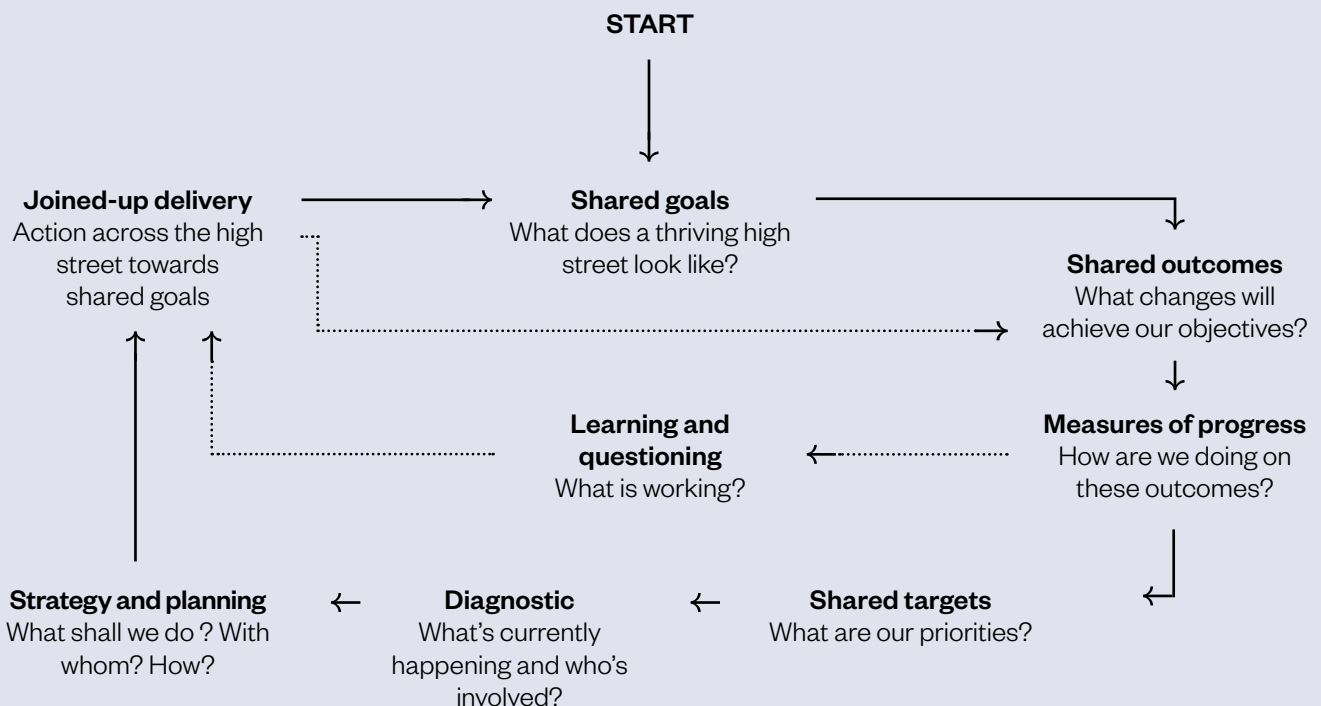 START
Joined-up delivery
Action across the high
street towards
shared goals
Shared goals
What does a thriving high
street look like?
Shared outcomes
What changes will
achieve our objectives?
Learning and
questioning
What is working?
Measures of progress
How are we doing on
these outcomes?
Strategy and planning
What shall we do ? With
whom? How?
Diagnostic
What’s currently
happening and who’s
involved?
Shared targets
What are our priorities?